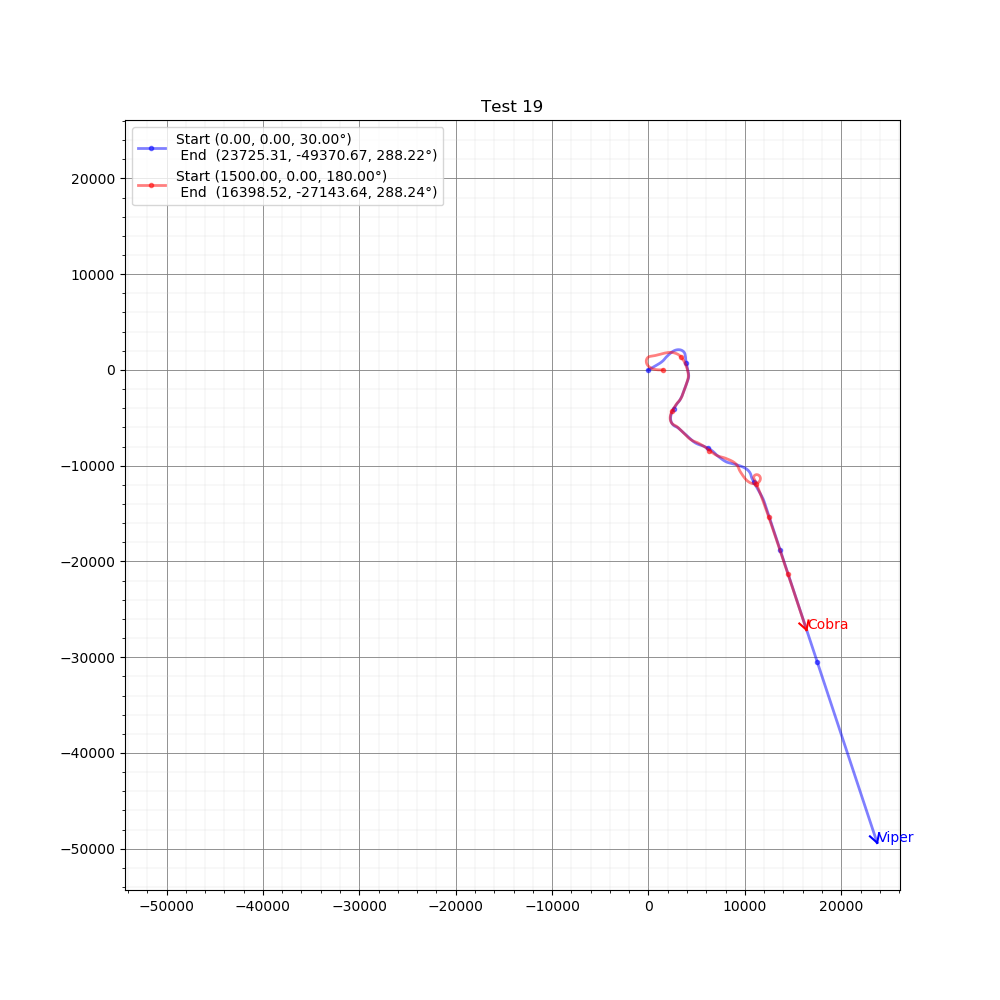 Test 19
Start (0.00, 0.00, 30.00°)
End (23725.31, -49370.67, 288.22°)
Start (1500.00, 0.00, 180.00°)
End (16398.52, -27143.64, 288.24°)
20000
10000
0
−10000
−20000
−30000
−40000
−50000
Cobra
Viper
−50000 −40000 −30000 −20000 −10000 0 10000 20000